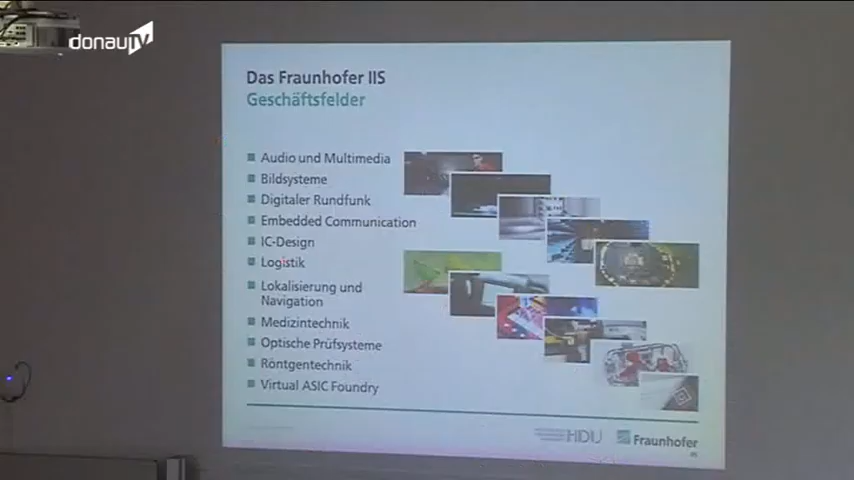 donauTV
Das Fraunhofer IIS
Geschäftsfelder
Audio und Multimedia
Bildsysteme
Digitaler Rundfunk
Embedded Communication
IC-Design
Logistik
Lokalisierung und
Navigation
Medizintechnik
Optische Prüfsysteme
Röntgentechnik
Virtual ASIC Foundry
HDU
Fraunhofer
IIS